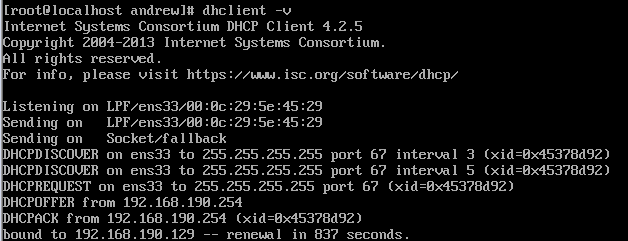 [root@localhost andrew]# dhclient -v
Internet Systems Consortium DHCP Client 4.2.5
Copyright 2004-2013 Internet Systems Consortium.
All rights reserved.
For info, please visit https://www.isc.org/software/dhcp/

Listening on LPF/ens33/00:0c:29:5e:45:29
Sending on   LPF/ens33/00:0c:29:5e:45:29
Sending on   Socket/fallback
DHCPDISCOVER on ens33 to 255.255.255.255 port 67 interval 3 (xid=0x45378d92)
DHCPDISCOVER on ens33 to 255.255.255.255 port 67 interval 5 (xid=0x45378d92)
DHCPREQUEST on ens33 to 255.255.255.255 port 67 (xid=0x45378d92)
DHCPOFFER from 192.168.190.254
DHCPACK from 192.168.190.254 (xid=0x45378d92)
bound to 192.168.190.129 -- renewal in 837 seconds.